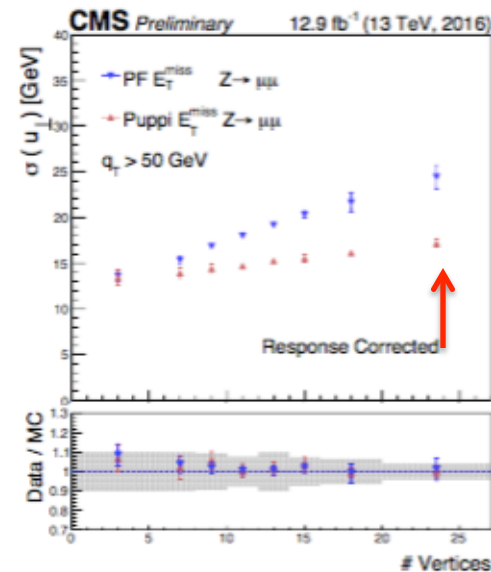 CMS Preliminary 12.9 fb⁻¹ (13 TeV, 2016)
σ ( u⊥ ) [GeV]
40
35
30
25
20
15
10
5
0
PF E_T^miss Z→ μμ
Puppi E_T^miss Z→ μμ
q_T > 50 GeV
Response Corrected
Data / MC
1.3
1.2
1.1
1
0.9
0.8
0.7
0 5 10 15 20 25
# Vertices